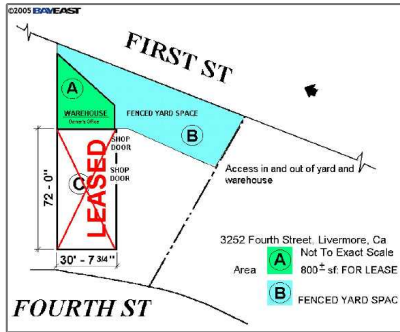 ©2005 BAYEAST
FIRST ST
A
WAREHOUSE
Owner's Office
FENCED YARD SPACE
B
SHOP
DOOR
SHOP
DOOR
LEASED
C
72' - 0"
30' - 7 3/4"
Access in and out of yard and
warehouse
3252 Fourth Street, Livermore, Ca
Not To Exact Scale
Area
A
800± sf: FOR LEASE
B
FENCED YARD SPAC
FOURTH ST